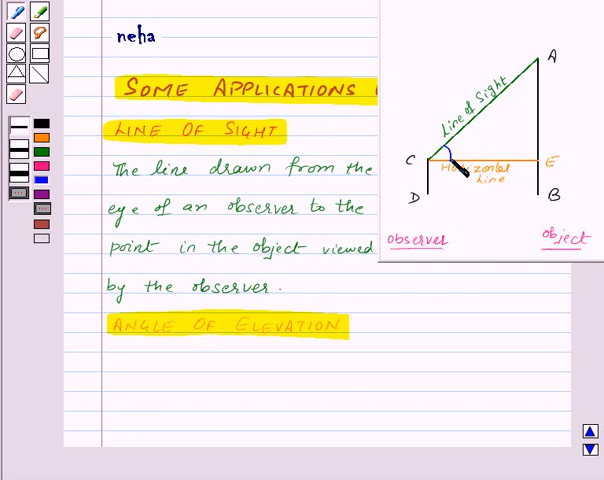 neha
SOME APPLICATIONS
LINE OF SIGHT
The line drawn from the
eye of an observer to the
point in the object viewed
by the observer.
ANGLE OF ELEVATION
A
Line of Sight
C
E
Horizontal
Line
D
B
observer
object